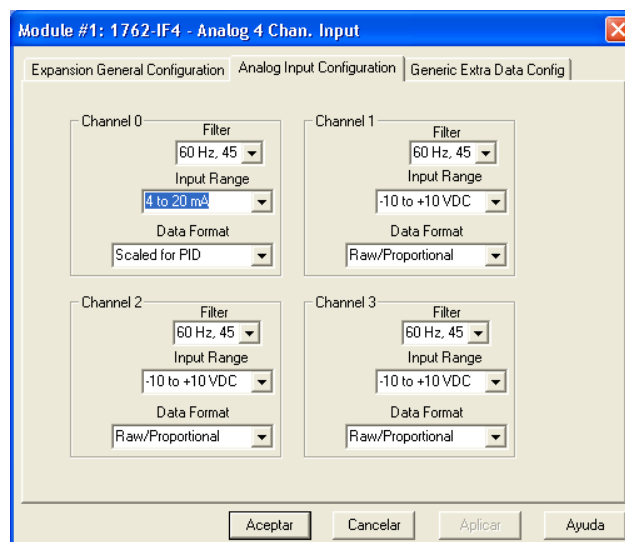 Module #1: 1762-IF4 - Analog 4 Chan. Input
Expansion General Configuration Analog Input Configuration Generic Extra Data Config
Channel 0
Filter
60 Hz, 45
Input Range
4 to 20 mA
Data Format
Scaled for PID
Channel 1
Filter
60 Hz, 45
Input Range
-10 to +10 VDC
Data Format
Raw/Proportional
Channel 2
Filter
60 Hz, 45
Input Range
-10 to +10 VDC
Data Format
Raw/Proportional
Channel 3
Filter
60 Hz, 45
Input Range
-10 to +10 VDC
Data Format
Raw/Proportional
Aceptar Cancelar Aplicar Ayuda